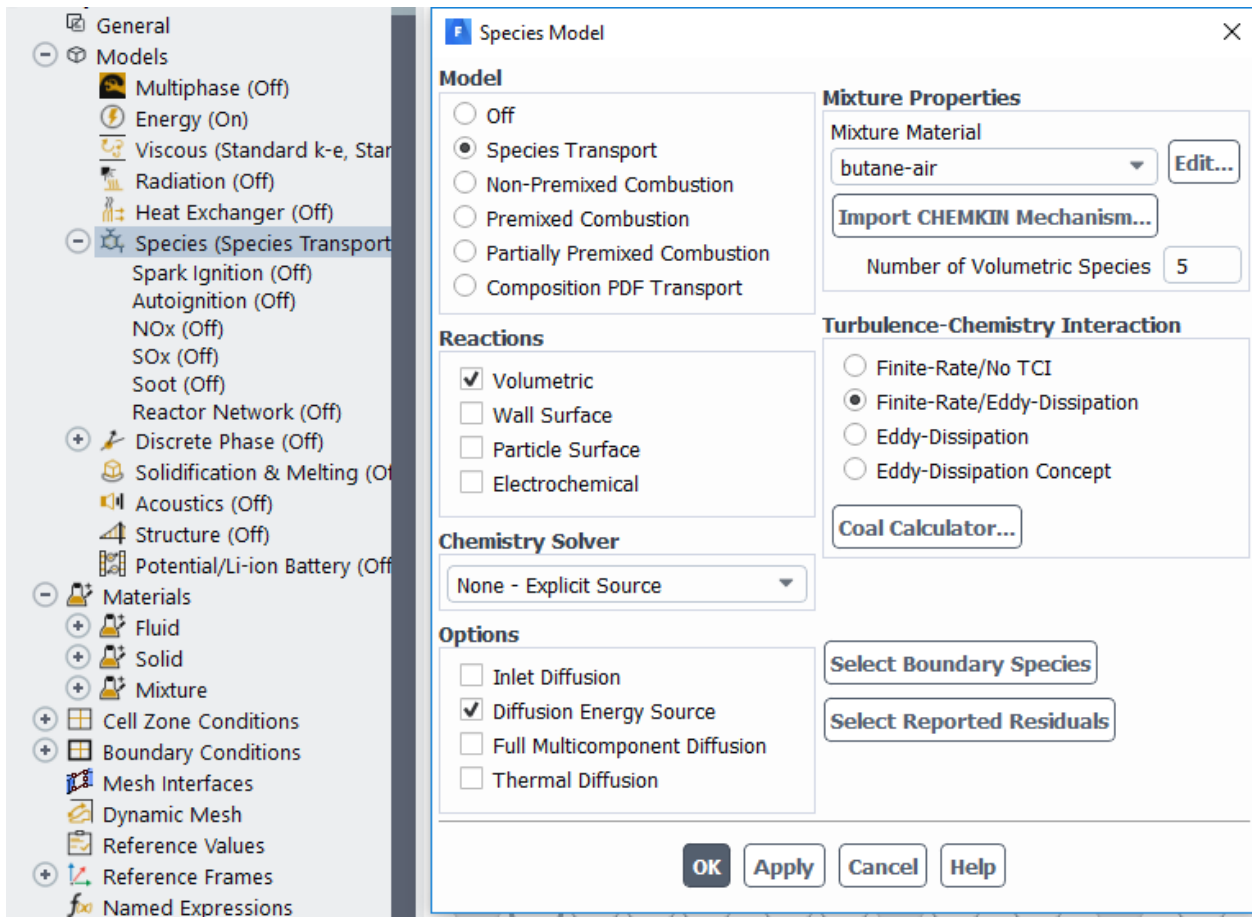 General
Models
Multiphase (Off)
Energy (On)
Viscous (Standard k-e, Star
Radiation (Off)
Heat Exchanger (Off)
Species (Species Transport
Spark Ignition (Off)
Autoignition (Off)
NOx (Off)
SOx (Off)
Soot (Off)
Reactor Network (Off)
Discrete Phase (Off)
Solidification & Melting (Of
Acoustics (Off)
Structure (Off)
Potential/Li-ion Battery (Off
Materials
Fluid
Solid
Mixture
Cell Zone Conditions
Boundary Conditions
Mesh Interfaces
Dynamic Mesh
Reference Values
Reference Frames
Named Expressions
Species Model
Model
Off
Species Transport
Non-Premixed Combustion
Premixed Combustion
Partially Premixed Combustion
Composition PDF Transport
Reactions
Volumetric
Wall Surface
Particle Surface
Electrochemical
Chemistry Solver
None - Explicit Source
Options
Inlet Diffusion
Diffusion Energy Source
Full Multicomponent Diffusion
Thermal Diffusion
Mixture Properties
Mixture Material
butane-air Edit...
Import CHEMKIN Mechanism...
Number of Volumetric Species 5
Turbulence-Chemistry Interaction
Finite-Rate/No TCI
Finite-Rate/Eddy-Dissipation
Eddy-Dissipation
Eddy-Dissipation Concept
Coal Calculator...
Select Boundary Species
Select Reported Residuals
OK Apply Cancel Help